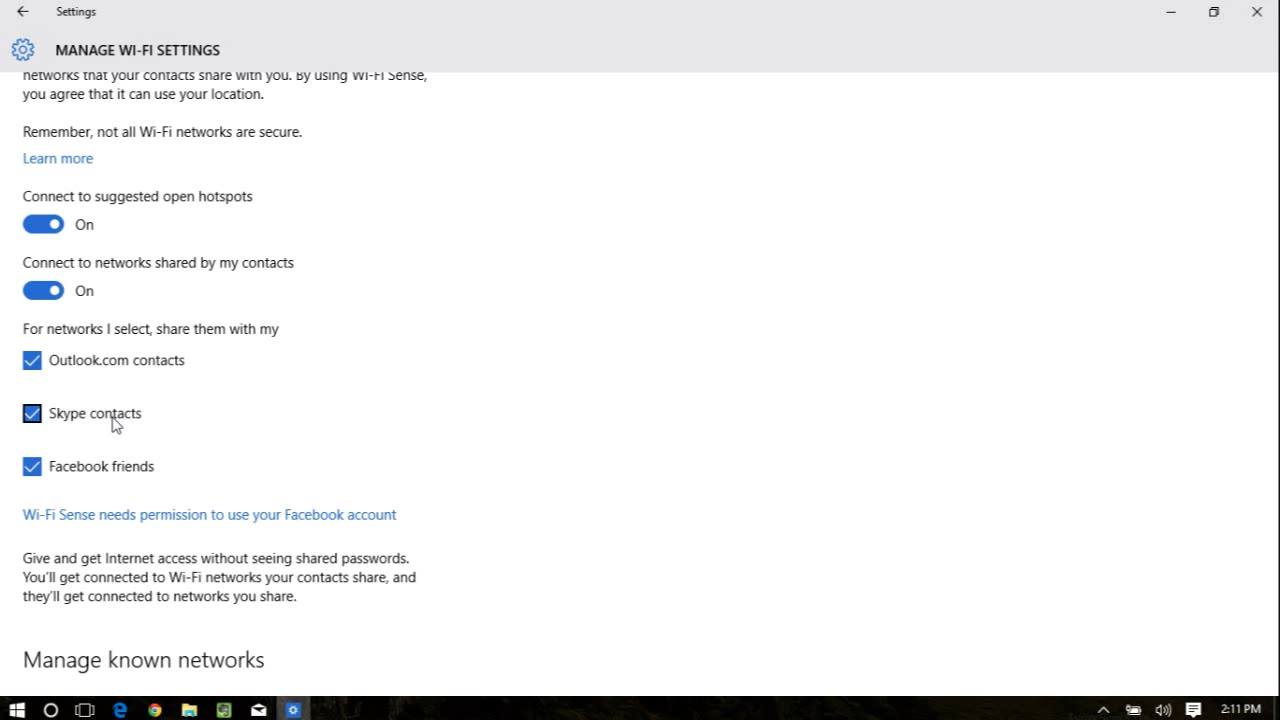 Settings
MANAGE WI-FI SETTINGS
networks that your contacts share with you. By using Wi-Fi Sense,
you agree that it can use your location.
Remember, not all Wi-Fi networks are secure.
Learn more
Connect to suggested open hotspots
On
Connect to networks shared by my contacts
On
For networks I select, share them with my
Outlook.com contacts
Skype contacts
Facebook friends
Wi-Fi Sense needs permission to use your Facebook account
Give and get Internet access without seeing shared passwords.
You'll get connected to Wi-Fi networks your contacts share, and
they'll get connected to networks you share.
Manage known networks
2:11 PM